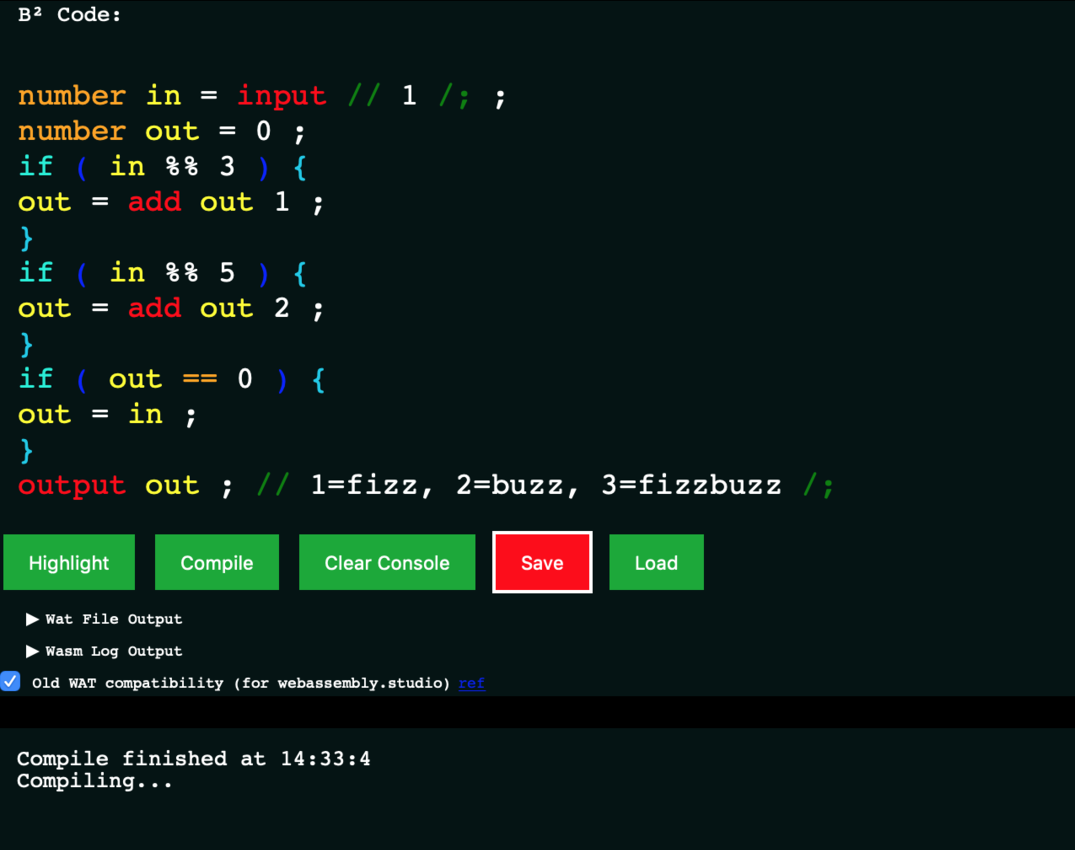 B² Code:
number in = input // 1 /; ;
number out = 0 ;
if ( in %% 3 ) {
out = add out 1 ;
}
if ( in %% 5 ) {
out = add out 2 ;
}
if ( out == 0 ) {
out = in ;
}
output out ; // 1=fizz, 2=buzz, 3=fizzbuzz /;
Highlight Compile Clear Console Save Load
▶ Wat File Output
▶ Wasm Log Output
Old WAT compatibility (for webassembly.studio) ref
Compile finished at 14:33:4
Compiling...